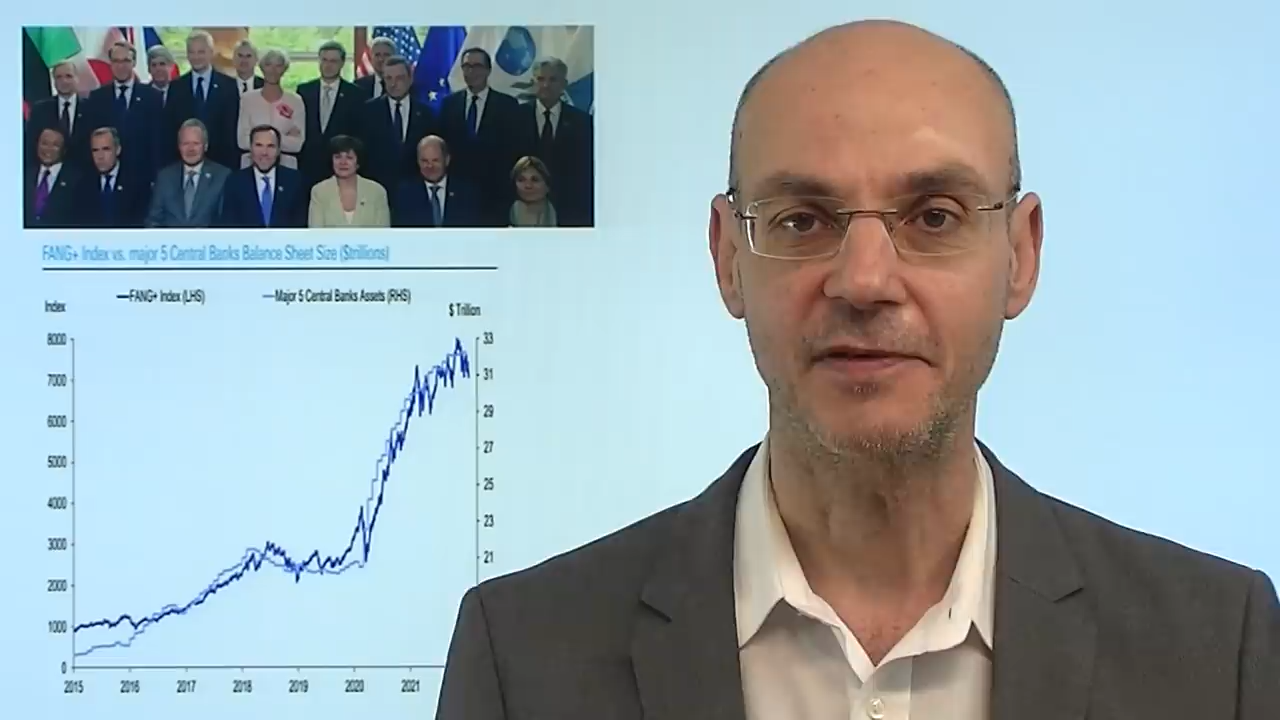 FANG+ Index vs. major 5 Central Banks Balance Sheet Size ($trillions)
Index
FANG+ Index (LHS)
Major 5 Central Banks Assets (RHS)
$ Trillion
8000
7000
6000
5000
4000
3000
2000
1000
0
33
31
29
27
25
23
21
2015 2016 2017 2018 2019 2020 2021